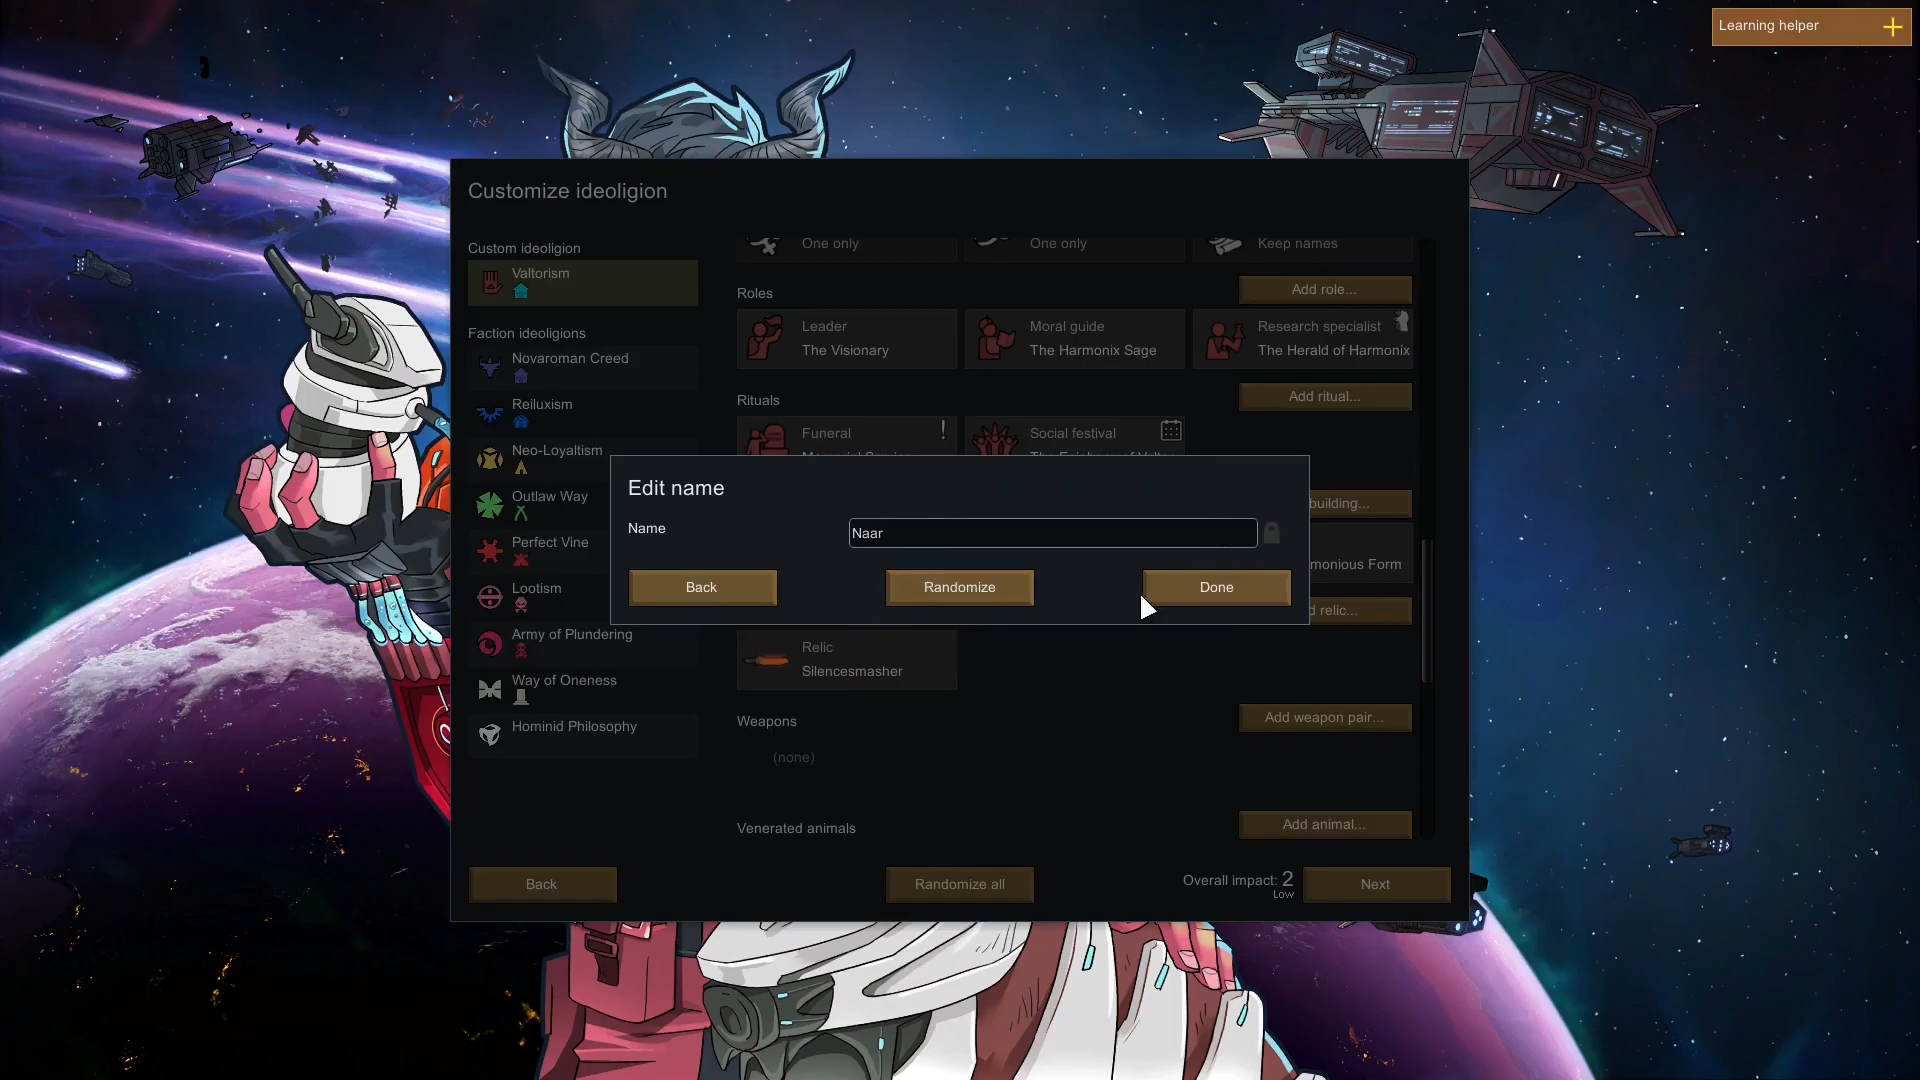 Learning helper
Customize ideoligion
Custom ideoligion
Valtorism
Faction ideoligions
Novaroman Creed
Reiluxism
Neo-Loyaltism
Outlaw Way
Perfect Vine
Lootism
Army of Plundering
Way of Oneness
Hominid Philosophy
One only
One only
Keep names
Roles
Add role...
Leader
The Visionary
Moral guide
The Harmonix Sage
Research specialist
The Herald of Harmonix
Rituals
Add ritual...
Funeral
Social festival
Edit name
Name
Naar
Back
Randomize
Done
building...
monious Form
d relic...
Relic
Silencesmasher
Weapons
Add weapon pair...
(none)
Venerated animals
Add animal...
Back
Randomize all
Overall impact: 2
Low
Next